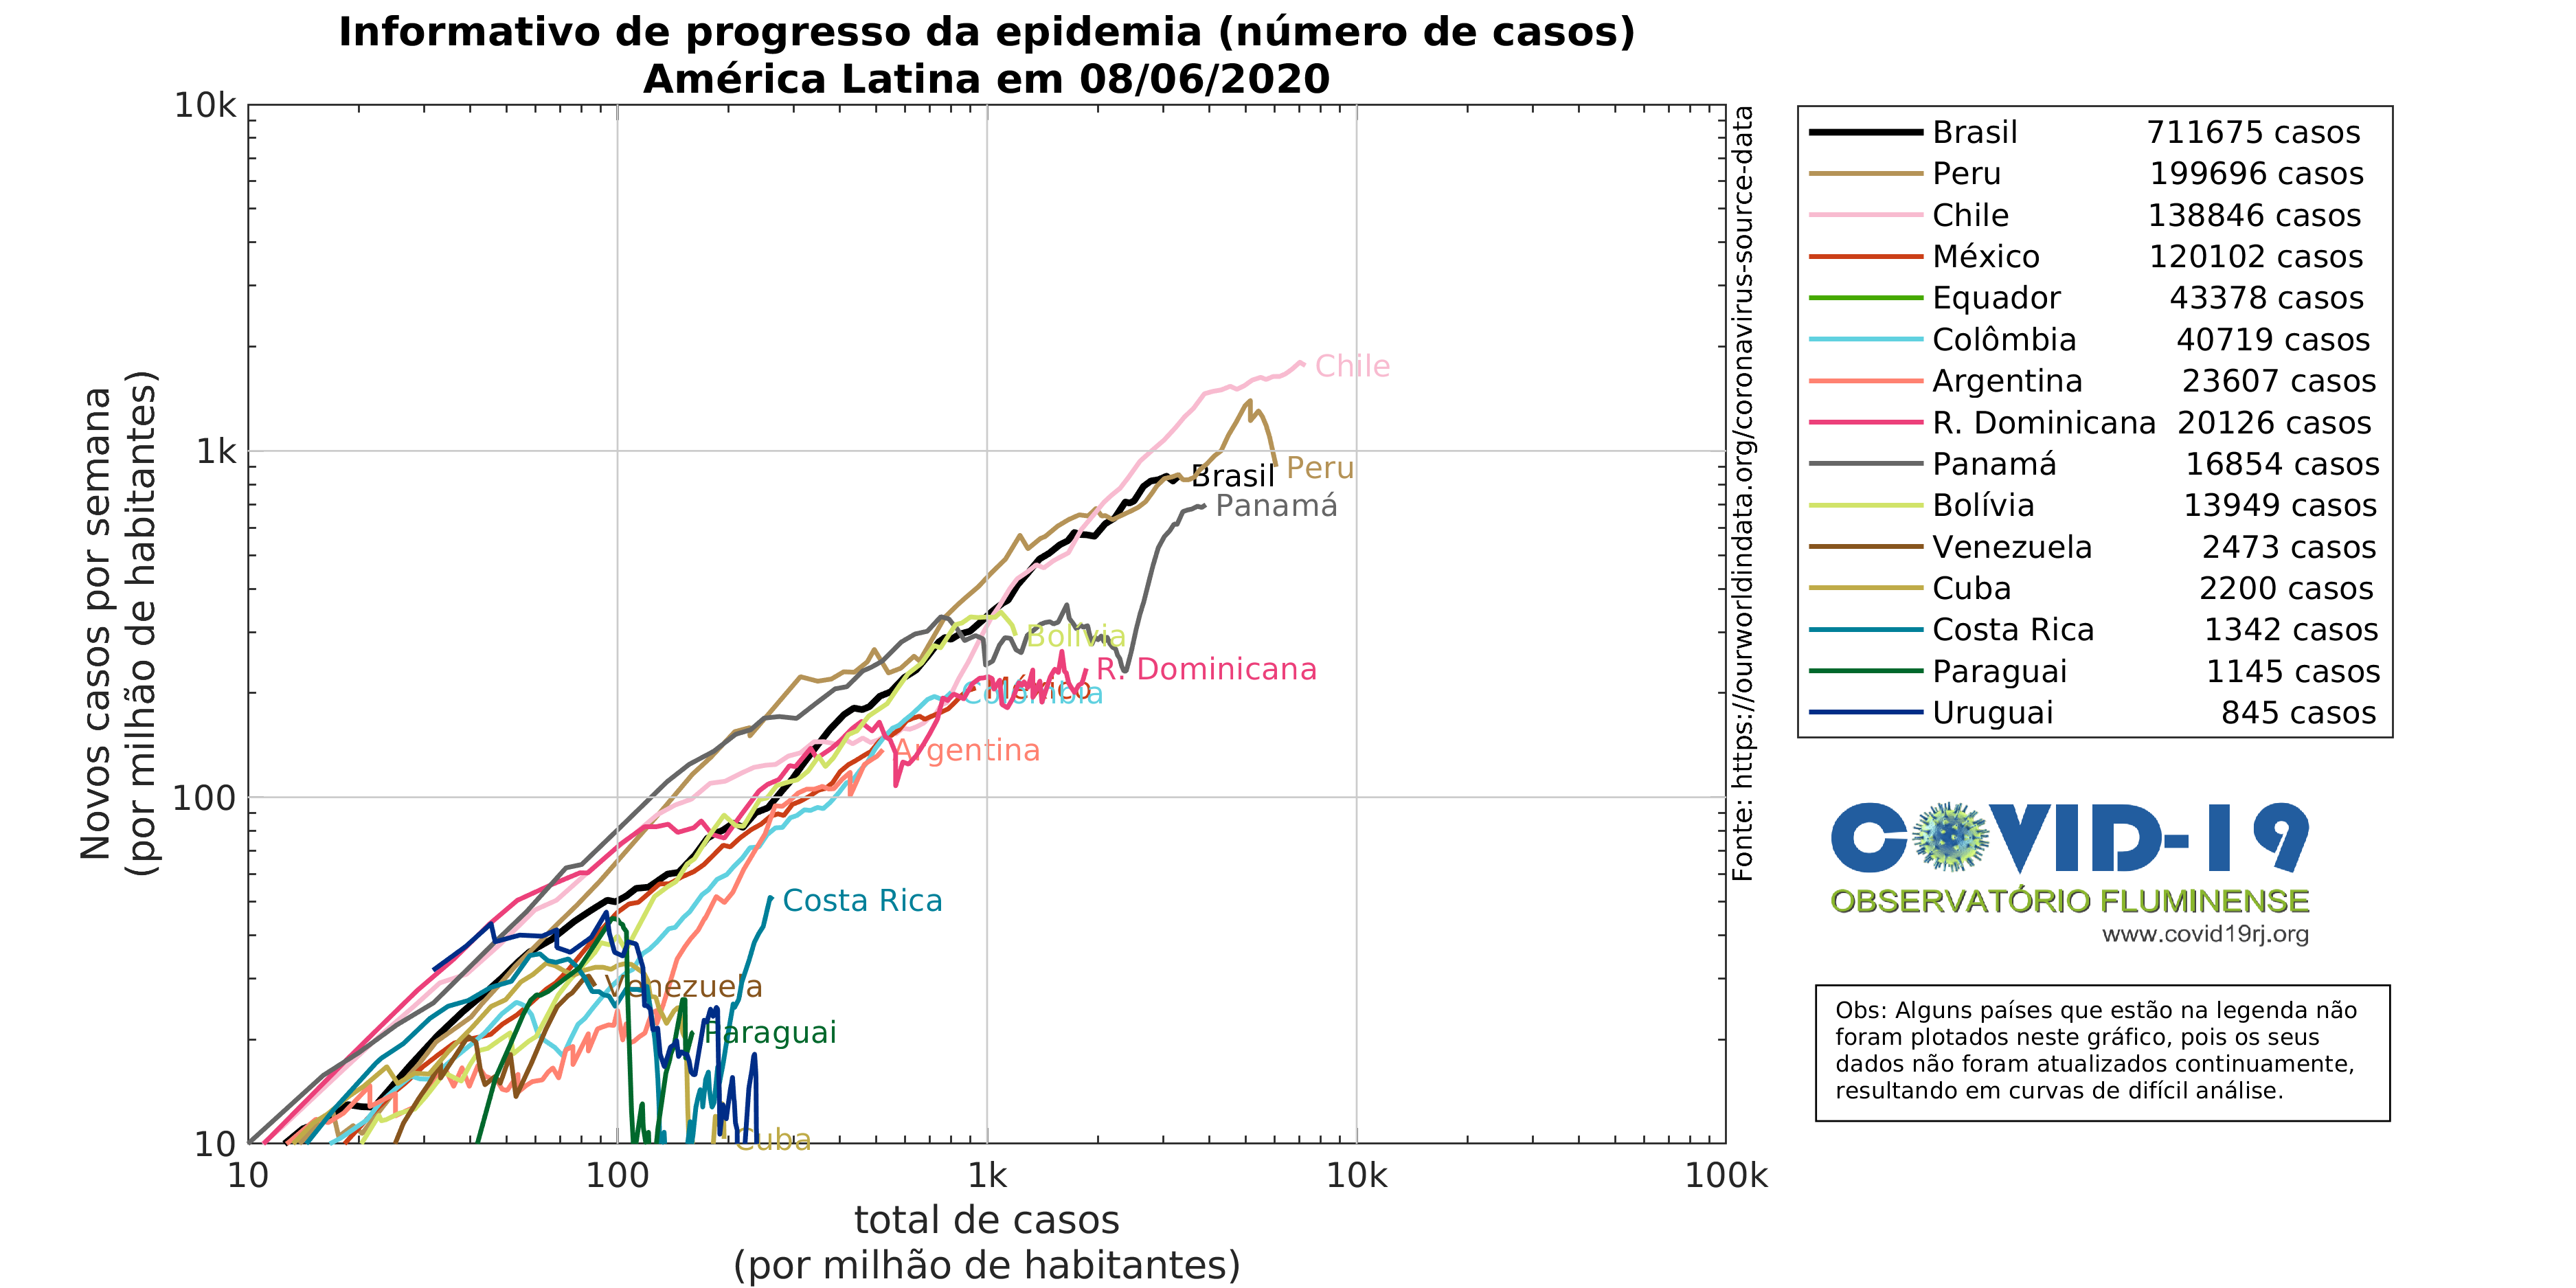 Informativo de progresso da epidemia (número de casos)
América Latina em 08/06/2020
10k
1k
100
10
10
100
1k
10k
100k
Novos casos por semana
(por milhão de habitantes)
total de casos
(por milhão de habitantes)
Chile
Peru
Brasil
Panamá
Bolívia
R. Dominicana
México
Colômbia
Argentina
Costa Rica
Venezuela
Paraguai
Cuba
Fonte: https://ourworldindata.org/coronavirus-source-data
Brasil 711675 casos
Peru 199696 casos
Chile 138846 casos
México 120102 casos
Equador 43378 casos
Colômbia 40719 casos
Argentina 23607 casos
R. Dominicana 20126 casos
Panamá 16854 casos
Bolívia 13949 casos
Venezuela 2473 casos
Cuba 2200 casos
Costa Rica 1342 casos
Paraguai 1145 casos
Uruguai 845 casos
COVID-19
OBSERVATÓRIO FLUMINENSE
www.covid19rj.org
Obs: Alguns países que estão na legenda não
foram plotados neste gráfico, pois os seus
dados não foram atualizados continuamente,
resultando em curvas de difícil análise.